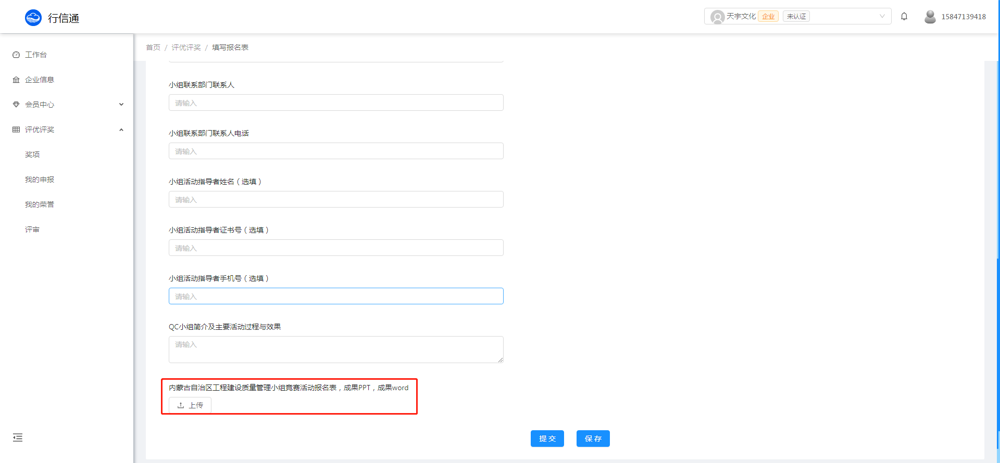 行信通
天宇文化 企业 未认证
15847139418
工作台
企业信息
会员中心
评优评奖
奖项
我的申报
我的荣誉
评审
首页 / 评优评奖 / 填写报名表
小组联系部门联系人
请输入
小组联系部门联系人电话
请输入
小组活动指导者姓名（选填）
请输入
小组活动指导者证书号（选填）
请输入
小组活动指导者手机号（选填）
请输入
QC小组简介及主要活动过程与效果
请输入
内蒙古自治区工程建设质量管理小组竞赛活动报名表，成果PPT，成果word
上传
提 交
保 存